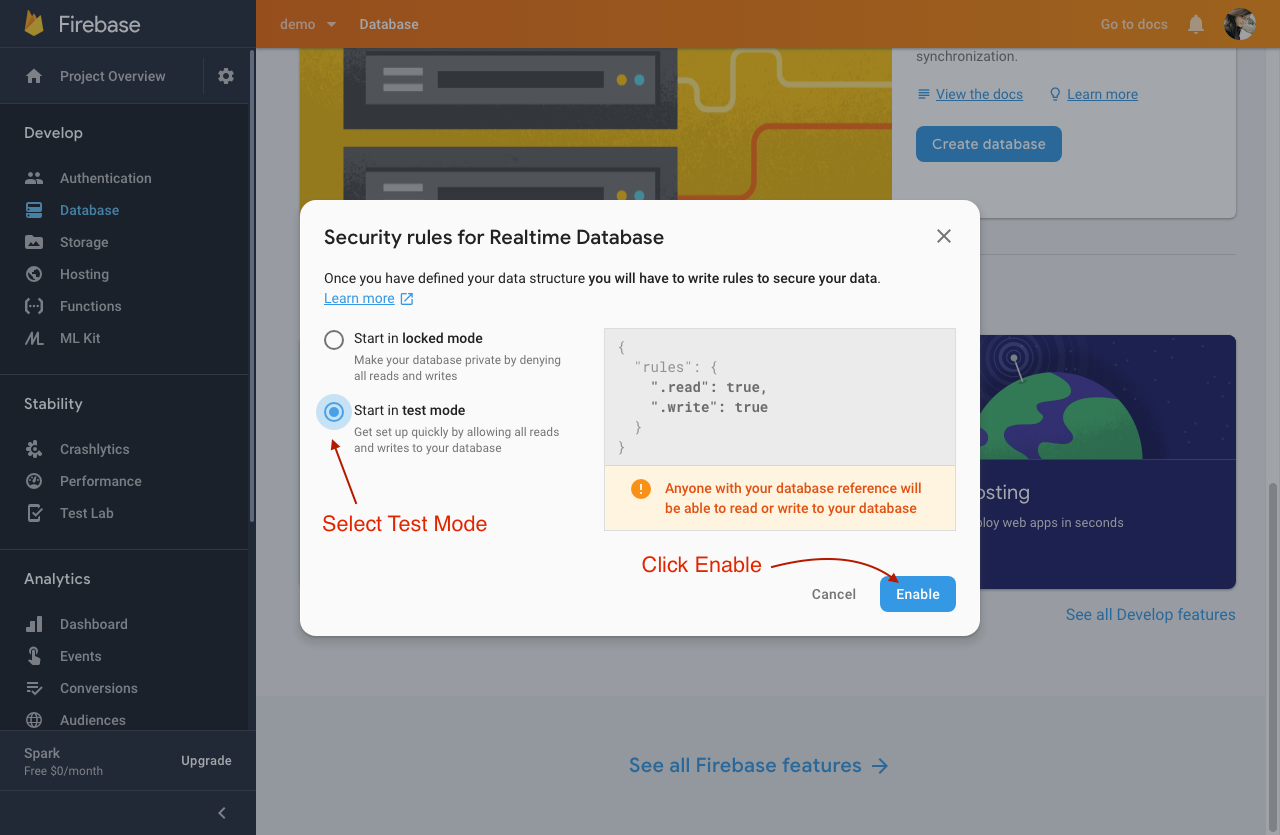 Firebase
demo
Database
Go to docs
Project Overview
Develop
Authentication
Database
Storage
Hosting
Functions
ML Kit
Stability
Crashlytics
Performance
Test Lab
Analytics
Dashboard
Events
Conversions
Audiences
Spark
Free $0/month
Upgrade
synchronization.
View the docs
Learn more
Create database
Security rules for Realtime Database
Once you have defined your data structure you will have to write rules to secure your data.
Learn more
Start in locked mode
Make your database private by denying
all reads and writes
Start in test mode
Get set up quickly by allowing all reads
and writes to your database
Select Test Mode
{
"rules": {
".read": true,
".write": true
}
}
Anyone with your database reference will
be able to read or write to your database
Click Enable
Cancel
Enable
osting
ploy web apps in seconds
See all Develop features
See all Firebase features